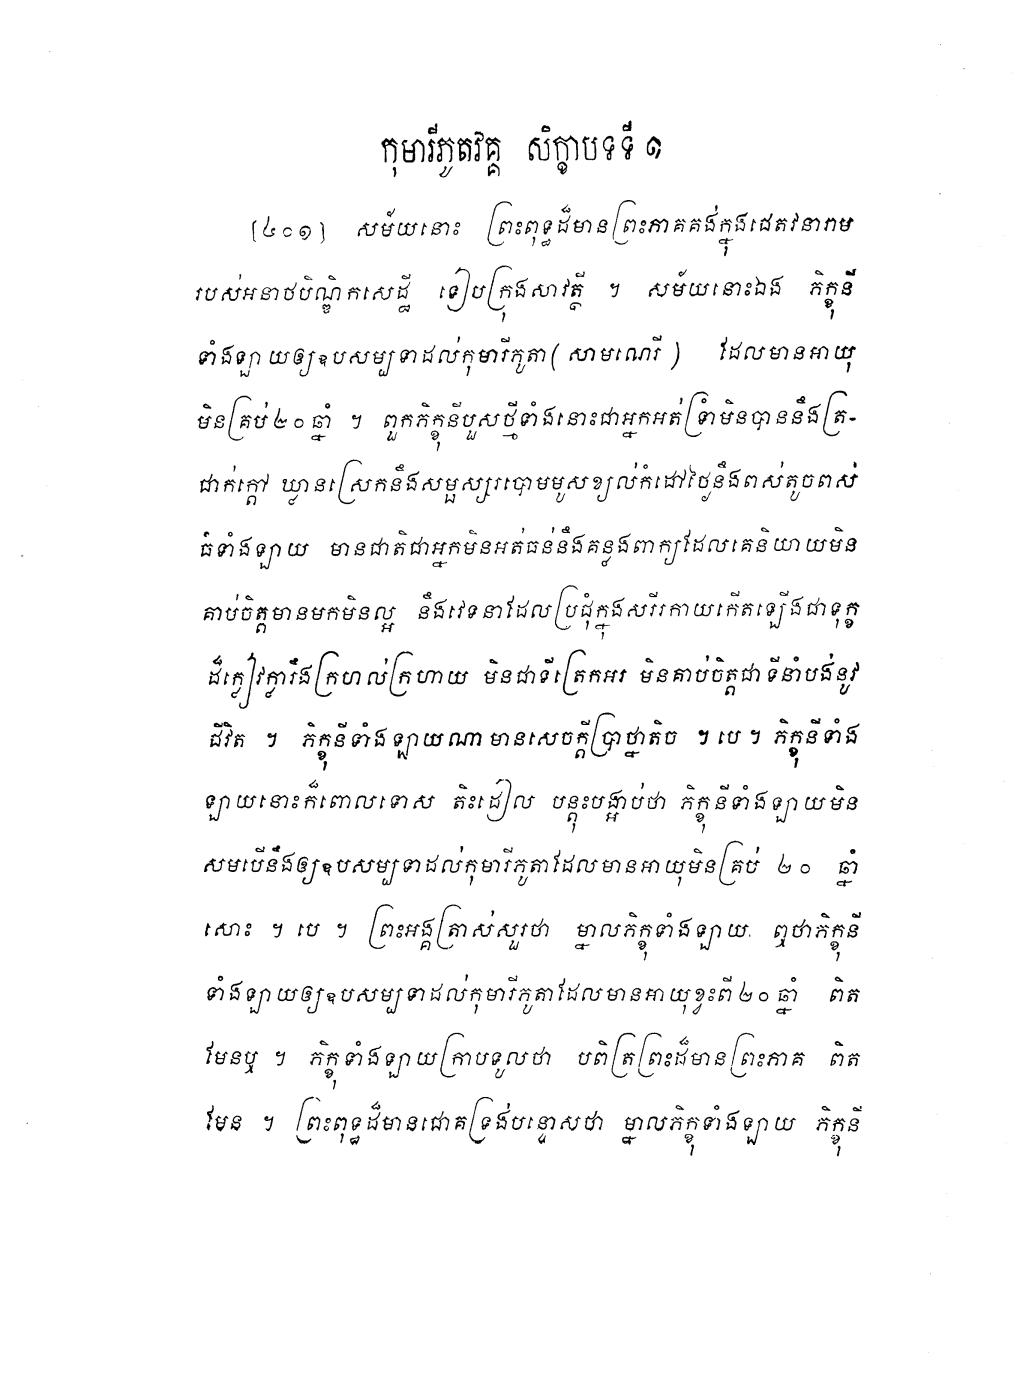 កុមារីភូតវគ្គ សិក្ខាបទទី ១
[៤០១] សម័យនោះ ព្រះពុទ្ធដ៏មានព្រះភាគគង់ក្នុងជេតវនារាម
របស់អនាថបិណ្ឌិកសេដ្ឋី ទៀបក្រុងសាវត្ថី ។ សម័យនោះឯង ភិក្ខុនី
ទាំងឡាយឲ្យឧបសម្បទាដល់កុមារីភូតា (សាមណេរី) ដែលមានអាយុ
មិនគ្រប់ ២០ ឆ្នាំ ។ ពួកភិក្ខុនីបួសថ្មីទាំងនោះជាអ្នកអត់ទ្រាំមិនបាននឹងត្រ-
ជាក់ក្តៅ ឃ្លានស្រេកនឹងសម្ផស្សរបោមមូសខ្យល់កំដៅថ្ងៃនឹងពស់តូចពស់
ធំទាំងឡាយ មានជាតិជាអ្នកមិនអត់ធន់នឹងគន្លងពាក្យដែលគេនិយាយមិន
គាប់ចិត្តមានមកមិនល្អ នឹងវេទនាដែលប្រជុំក្នុងសរីរកាយកើតឡើងជាទុក្ខ
ដ៏ក្លៀវក្លារឹងក្រហល់ក្រហាយ មិនជាទីត្រេកអរ មិនគាប់ចិត្តជាទីនាំបង់នូវ
ជីវិត ។ ភិក្ខុនីទាំងឡាយណាមានសេចក្តីប្រាថ្នាតិច ។ បេ ។ ភិក្ខុនីទាំង
ឡាយនោះក៏ពោលទោស តិះដៀល បន្តុះបង្អាប់ថា ភិក្ខុនីទាំងឡាយមិន
សមបើនឹងឲ្យឧបសម្បទាដល់កុមារីភូតាដែលមានអាយុមិនគ្រប់ ២០ ឆ្នាំ
សោះ ។ បេ ។ ព្រះអង្គត្រាស់សួរថា ម្នាលភិក្ខុទាំងឡាយ ឮថាភិក្ខុនី
ទាំងឡាយឲ្យឧបសម្បទាដល់កុមារីភូតាដែលមានអាយុខ្វះពី ២០ ឆ្នាំ ពិត
មែនឬ ។ ភិក្ខុទាំងឡាយក្រាបទូលថា បពិត្រព្រះដ៏មានព្រះភាគ ពិត
មែន ។ ព្រះពុទ្ធដ៏មានជោគទ្រង់បន្ទោសថា ម្នាលភិក្ខុទាំងឡាយ ភិក្ខុនី